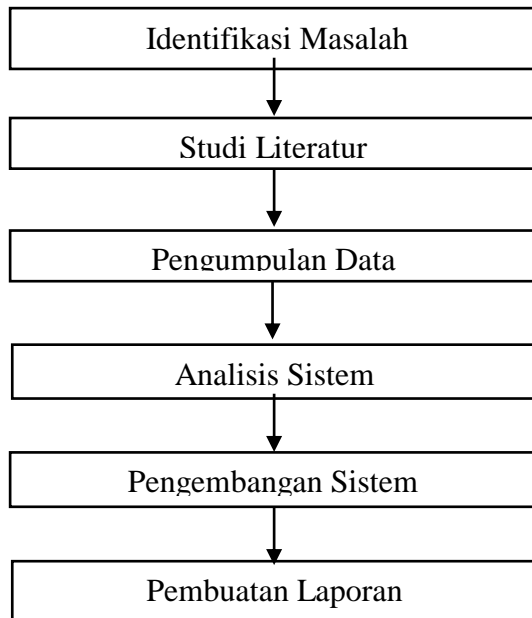 Identifikasi Masalah
Studi Literatur
Pengumpulan Data
Analisis Sistem
Pengembangan Sistem
Pembuatan Laporan